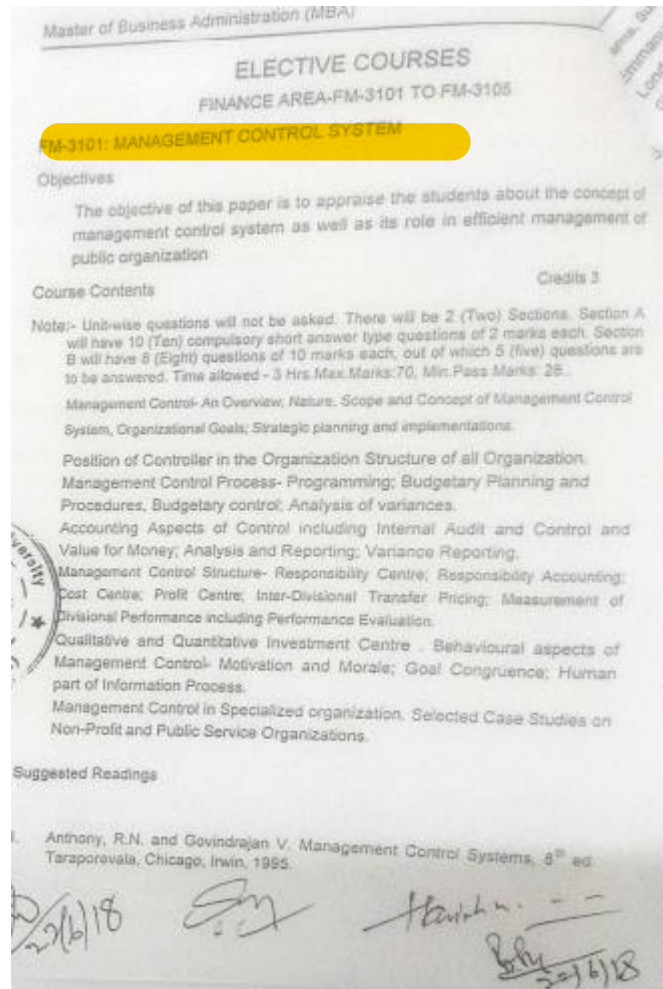 Master of Business Administration (MBA)
ELECTIVE COURSES
FINANCE AREA-FM-3101 TO FM-3105
FM-3101: MANAGEMENT CONTROL SYSTEM
Objectives
The objective of this paper is to appraise the students about the concept of
management control system as well as its role in efficient management of
public organization
Credits 3
Course Contents
Note:- Unit-wise questions will not be asked. There will be 2 (Two) Sections. Section A
will have 10 (Ten) compulsory short answer type questions of 2 marks each. Section
B will have 8 (Eight) questions of 10 marks each, out of which 5 (five) questions are
to be answered. Time allowed - 3 Hrs.Max.Marks:70, Min.Pass Marks: 28.
Management Control- An Overview, Nature, Scope and Concept of Management Control
System, Organizational Goals; Strategic planning and implementations.
Position of Controller in the Organization Structure of all Organization.
Management Control Process- Programming; Budgetary Planning and
Procedures, Budgetary control; Analysis of variances.
Accounting Aspects of Control including Internal Audit and Control and
Value for Money; Analysis and Reporting; Variance Reporting.
Management Control Structure- Responsibility Centre; Responsibility Accounting;
Cost Centre; Profit Centre; Inter-Divisional Transfer Pricing; Measurement of
Divisional Performance including Performance Evaluation.
Qualitative and Quantitative Investment Centre . Behavioural aspects of
Management Control- Motivation and Morale; Goal Congruence; Human
part of Information Process.
Management Control in Specialized organization. Selected Case Studies on
Non-Profit and Public Service Organizations.
Suggested Readings
Anthony, R.N. and Govindrajan V. Management Control Systems, 8th ed.
Taraporevala, Chicago, Irwin, 1995.
22/6/18
22/6/18